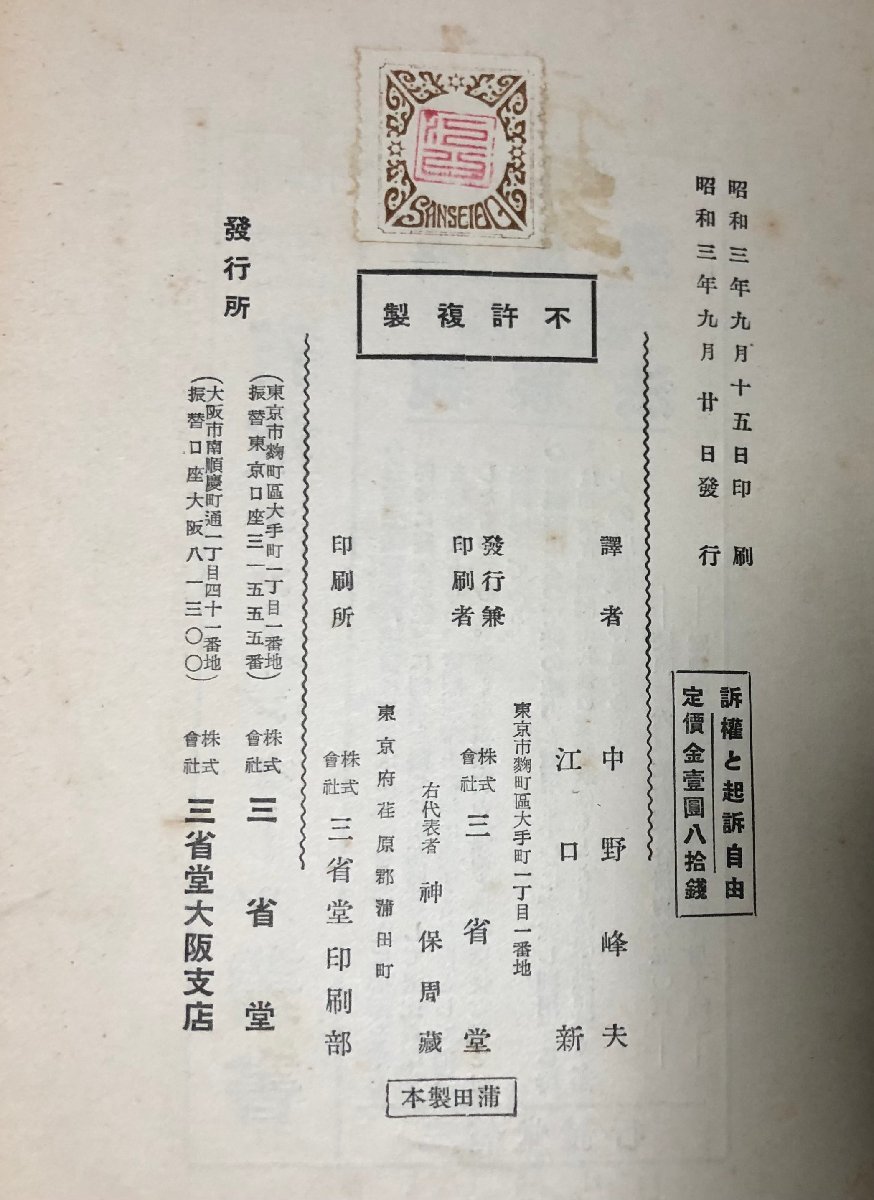 昭和三年九月十五日印刷
昭和三年九月廿日發行
訴權と起訴自由
定價金壹圓八拾錢
SANSEIDO
不許複製
譯者
中野峰夫
江口新
發行兼
印刷者
東京市麴町區大手町一丁目一番地
株式
會社
三省堂
右代表者
神保周藏
印刷所
東京府荏原郡蒲田町
株式
會社
三省堂印刷部
蒲田製本
發行所
(東京市麴町區大手町一丁目一番地
振替東京口座三一五五五番)
株式
會社
三省堂
(大阪市南順慶町通一丁目四十一番地
振替口座大阪八一三〇〇)
株式
會社
三省堂大阪支店